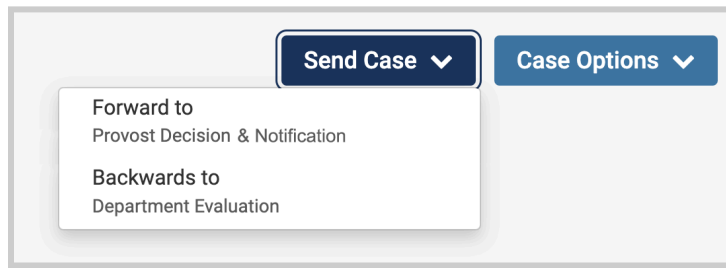 Send Case
Case Options
Forward to
Provost Decision & Notification
Backwards to
Department Evaluation